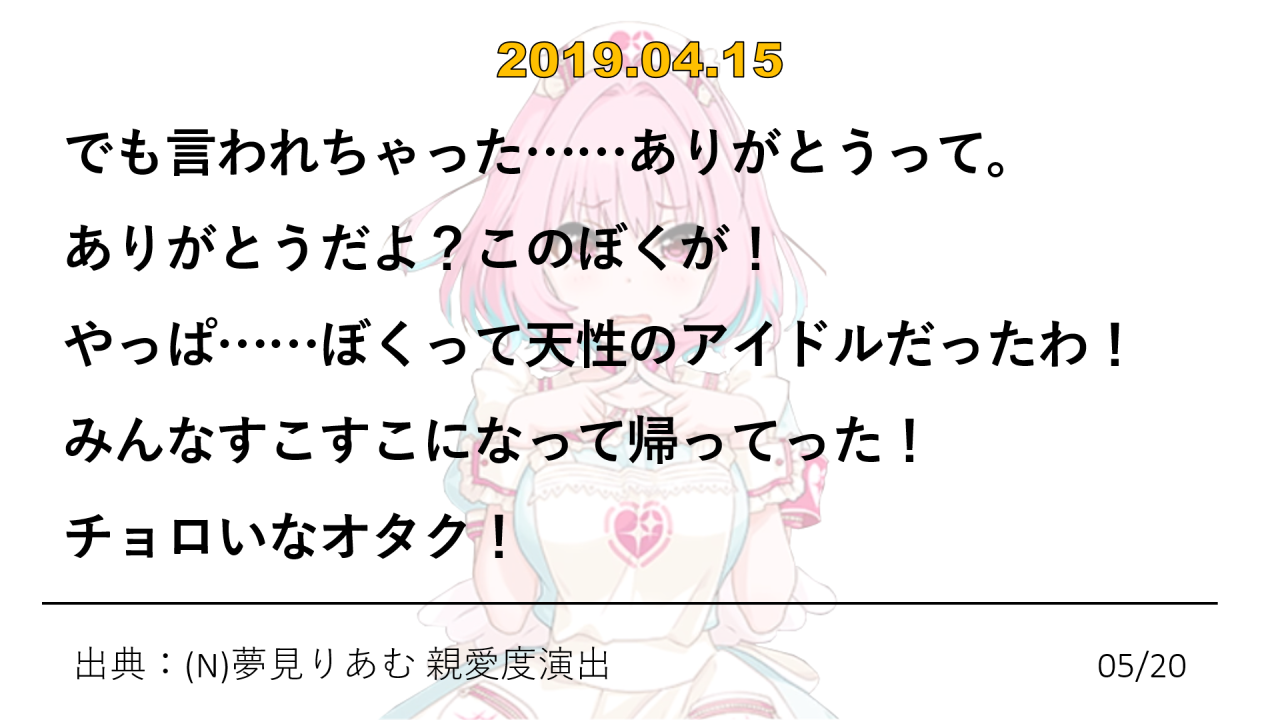 2019.04.15
でも言われちゃった……ありがとうって。
ありがとうだよ？このぼくが！
やっぱ……ぼくって天性のアイドルだったわ！
みんなすこすこになって帰ってった！
チョロいなオタク！
出典：(N)夢見りあむ 親愛度演出
05/20